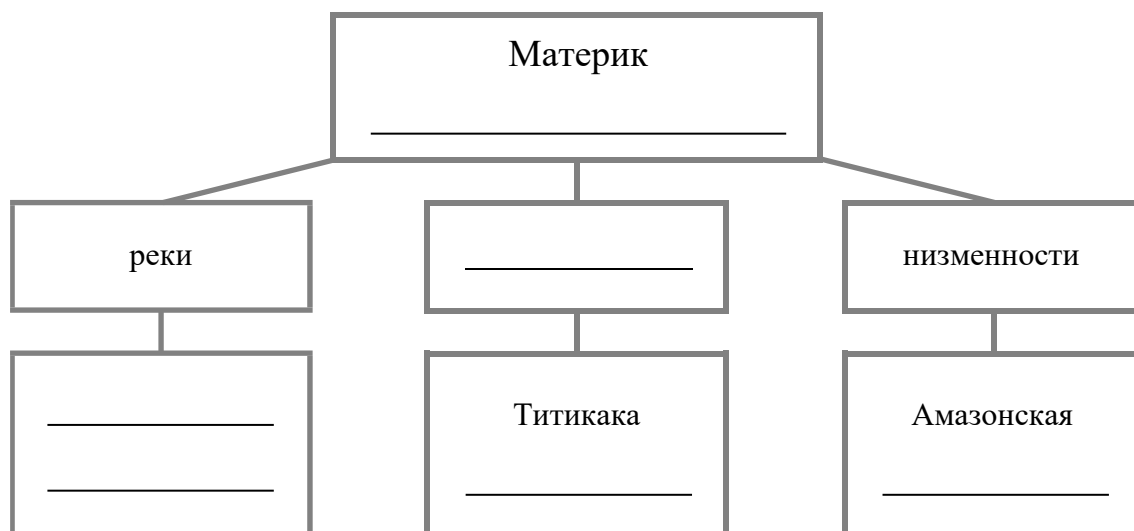 Материк
реки
низменности
Титикака
Амазонская